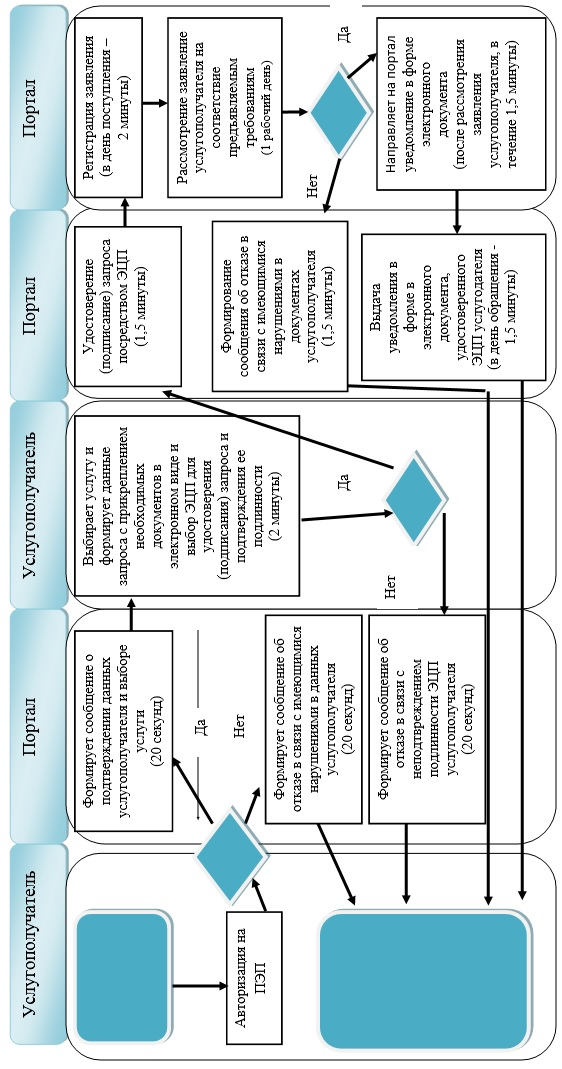 Услугополучатель
Портал
Услугополучатель
Портал
Портал
Авторизация на
ПЭП
Формирует сообщение о
подтверждении данных
услугополучателя и выборе
услуги
(20 секунд)
Да
Нет
Формирует сообщение об
отказе в связи с имеющимися
нарушениями в данных
услугополучателя
(20 секунд)
Формирует сообщение об
отказе в связи с
неподтвреждением
подлинности ЭЦП
услугополучателя
(20 секунд)
Выбирает услугу и
формирует данные
запроса с прикреплением
необходимых
документов в
электронном виде и
выбор ЭЦП для
удостоверения
(подписания) запроса и
подтверждения ее
подлинности
(2 минуты)
Да
Нет
Удостоверение
(подписание) запроса
посредством ЭЦП
(1,5 минуты)
Формирование
сообщения об отказе в
связи с имеющимися
нарушениями в
документах
услугополучателя
(1,5 минуты)
Выдача
уведомления в
форме в
электронного
документа,
удостоверенного
ЭЦП услугодателя
(в день обращения -
1,5 минуты)
Регистрация заявления
(в день поступления –
2 минуты)
Рассмотрение заявление
услугополучателя на
соответствие
предъявляемым
требованиям
(1 рабочий день)
Да
Нет
Направляет на портал
уведомление в форме
электронного
документа
(после рассмотрения
заявления
услугополучателя, в
течение 1,5 минуты)